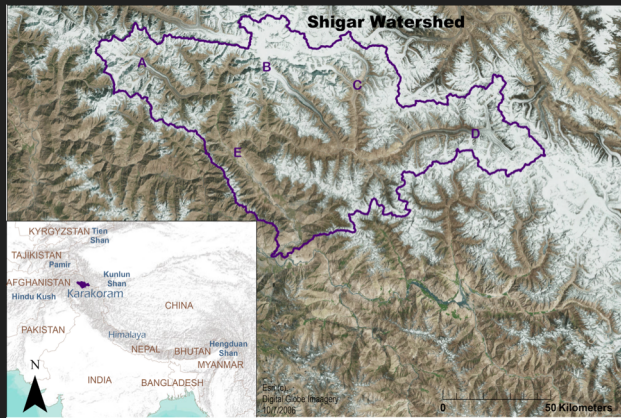 Shigar Watershed
A
B
C
D
E
KYRGYZSTAN Tien
Shan
TAJIKISTAN
Pamir
Kunlun
Shan
AFGHANISTAN
Karakoram
Hindu Kush
CHINA
PAKISTAN
Himalaya
Hengduan
Shan
NEPAL
BHUTAN
MYANMAR
INDIA
BANGLADESH
N
Esri (c)
Digital Globe Imagery
10/7/2006
0
50 Kilometers